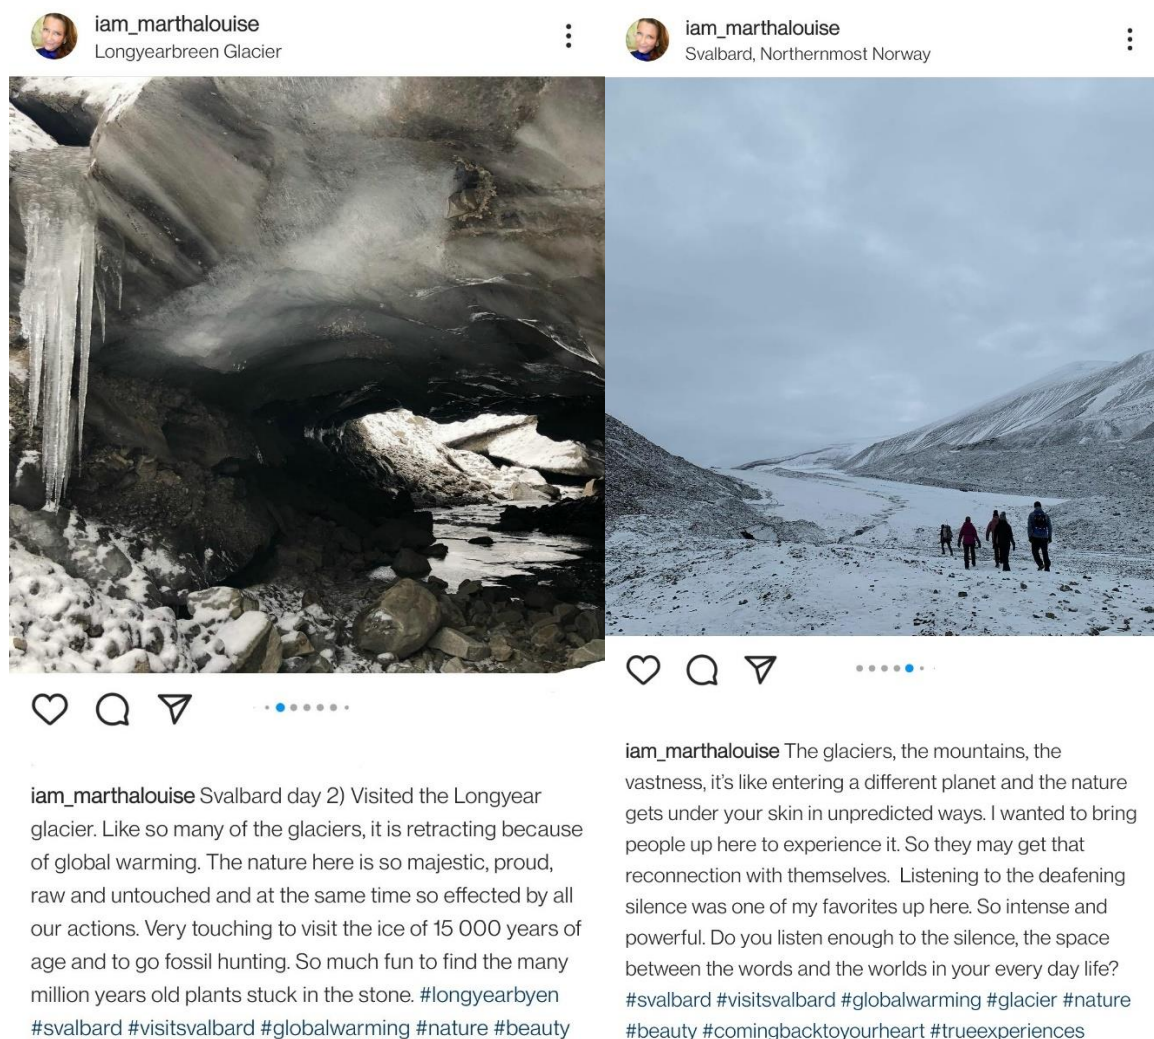 iam_marthalouise
Longyearbreen Glacier
iam_marthalouise Svalbard day 2) Visited the Longyear
glacier. Like so many of the glaciers, it is retracting because
of global warming. The nature here is so majestic, proud,
raw and untouched and at the same time so effected by all
our actions. Very touching to visit the ice of 15 000 years of
age and to go fossil hunting. So much fun to find the many
million years old plants stuck in the stone. #longyearbyen
#svalbard #visitsvalbard #globalwarming #nature #beauty
iam_marthalouise
Svalbard, Northernmost Norway
iam_marthalouise The glaciers, the mountains, the
vastness, it's like entering a different planet and the nature
gets under your skin in unpredicted ways. I wanted to bring
people up here to experience it. So they may get that
reconnection with themselves.  Listening to the deafening
silence was one of my favorites up here. So intense and
powerful. Do you listen enough to the silence, the space
between the words and the worlds in your every day life?
#svalbard #visitsvalbard #globalwarming #glacier #nature
#beauty #comingbacktoyourheart #trueexperiences